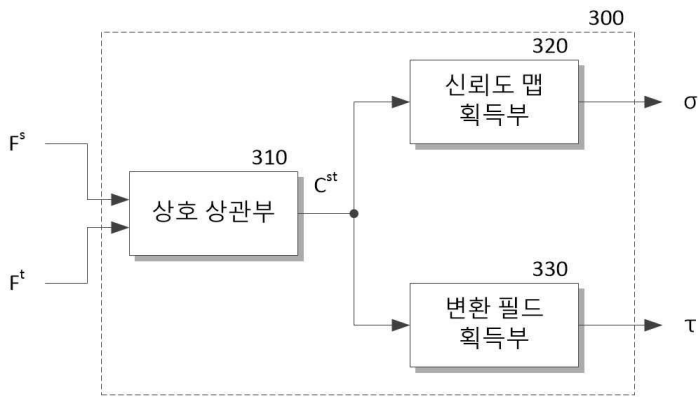 300
320
신뢰도 맵
획득부
σ
F^s
310
C^st
상호 상관부
F^t
330
변환 필드
획득부
τ